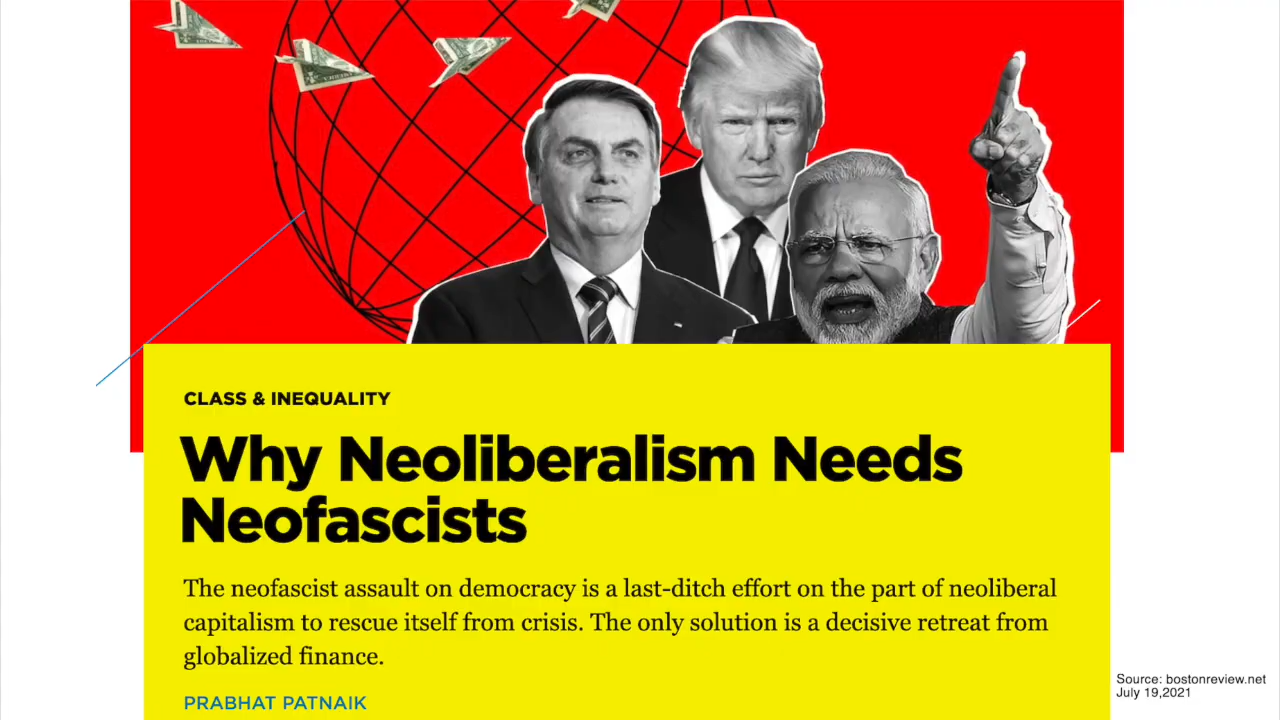 CLASS & INEQUALITY
Why Neoliberalism Needs
Neofascists
The neofascist assault on democracy is a last-ditch effort on the part of neoliberal
capitalism to rescue itself from crisis. The only solution is a decisive retreat from
globalized finance.
PRABHAT PATNAIK
Source: bostonreview.net
July 19,2021